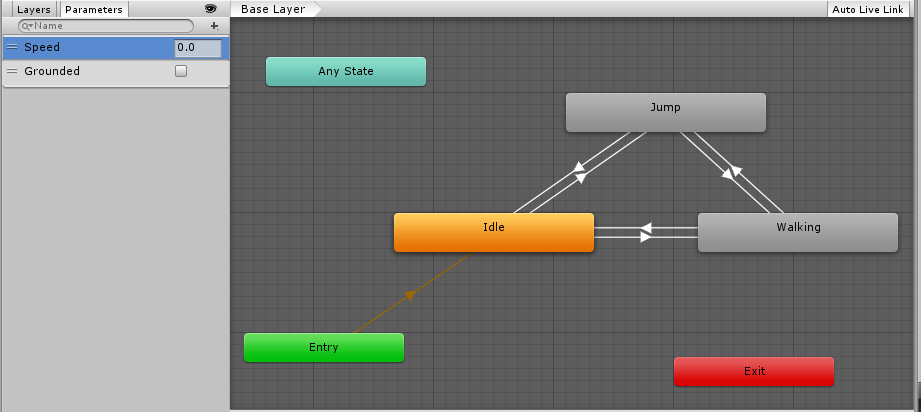 Layers Parameters
Name
Speed 0.0
Grounded
Base Layer Auto Live Link
Any State
Jump
Idle
Walking
Entry
Exit